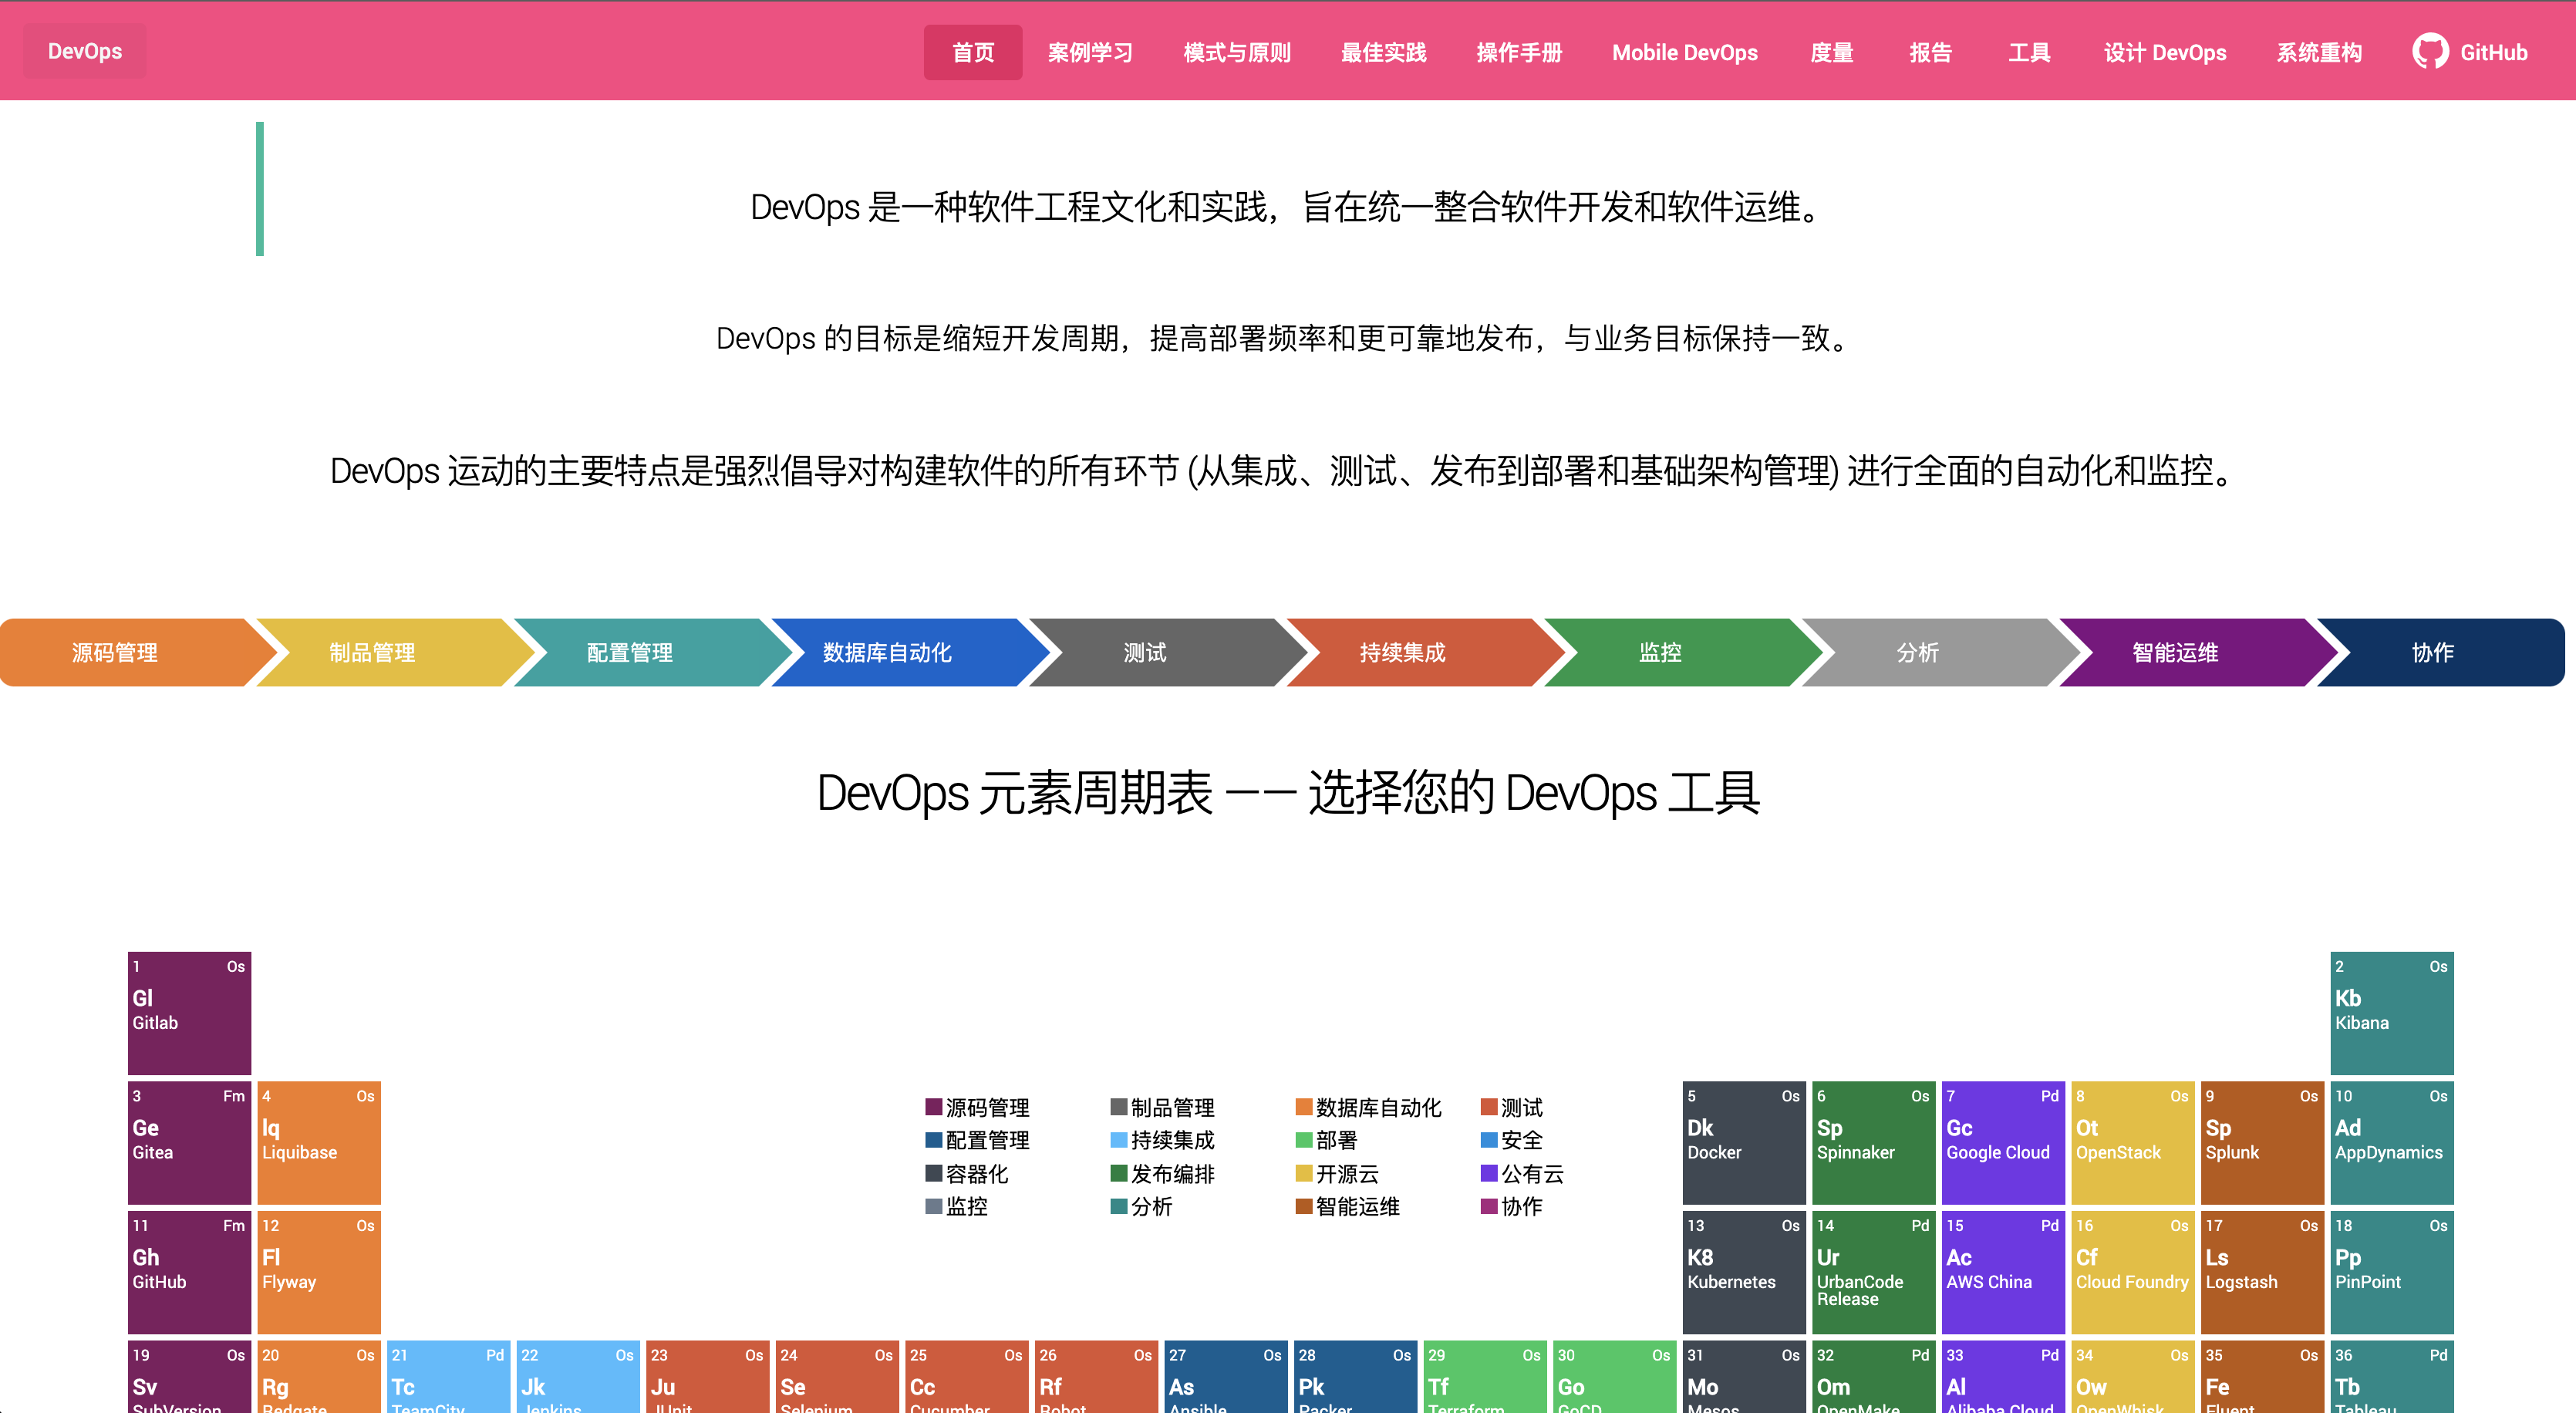 DevOps
首页 案例学习 模式与原则 最佳实践 操作手册 Mobile DevOps 度量 报告 工具 设计 DevOps 系统重构 GitHub
DevOps 是一种软件工程文化和实践，旨在统一整合软件开发和软件运维。
DevOps 的目标是缩短开发周期，提高部署频率和更可靠地发布，与业务目标保持一致。
DevOps 运动的主要特点是强烈倡导对构建软件的所有环节 (从集成、测试、发布到部署和基础架构管理) 进行全面的自动化和监控。
源码管理 制品管理 配置管理 数据库自动化 测试 持续集成 监控 分析 智能运维 协作
DevOps 元素周期表 —— 选择您的 DevOps 工具
1 Os
Gl
Gitlab
2 Os
Kb
Kibana
3 Fm
Ge
Gitea
4 Os
Iq
Liquibase
源码管理 制品管理 数据库自动化 测试
配置管理 持续集成 部署 安全
容器化 发布编排 开源云 公有云
监控 分析 智能运维 协作
5 Os
Dk
Docker
6 Os
Sp
Spinnaker
7 Pd
Gc
Google Cloud
8 Os
Ot
OpenStack
9 Os
Sp
Splunk
10 Os
Ad
AppDynamics
11 Fm
Gh
GitHub
12 Os
Fl
Flyway
13 Os
K8
Kubernetes
14 Pd
Ur
UrbanCode
Release
15 Pd
Ac
AWS China
16 Os
Cf
Cloud Foundry
17 Os
Ls
Logstash
18 Os
Pp
PinPoint
19 Os
Sv
SubVersion
20 Os
Rg
Redgate
21 Pd
Tc
TeamCity
22 Os
Jk
Jenkins
23 Os
Ju
JUnit
24 Os
Se
Selenium
25 Os
Cc
Cucumber
26 Os
Rf
Robot
27 Os
As
Ansible
28 Os
Pk
Packer
29 Os
Tf
Terraform
30 Os
Go
GoCD
31 Os
Mo
Mesos
32 Pd
Om
OpenMake
33 Pd
Al
Alibaba Cloud
34 Os
Ow
OpenWhisk
35 Os
Fe
Fluent
36 Pd
Tb
Tableau